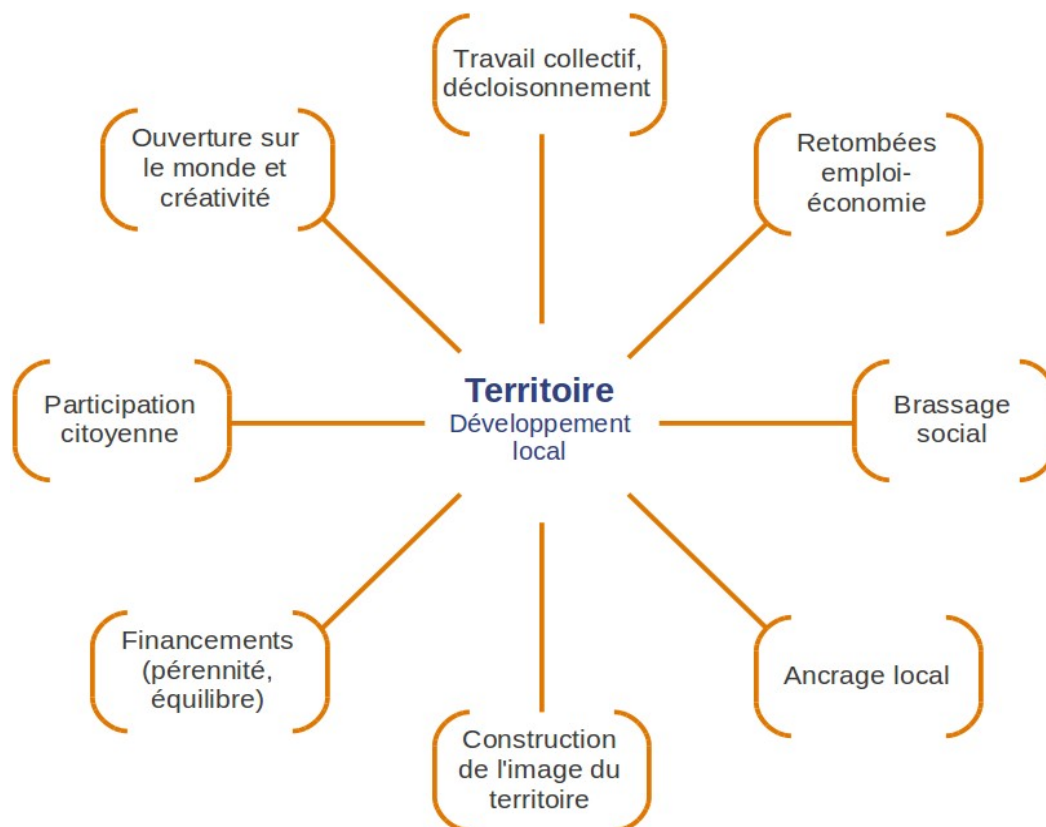 Travail collectif,
décloisonnement
Ouverture sur
le monde et
créativité
Retombées
emploi-
économie
Territoire
Développement
local
Participation
citoyenne
Brassage
social
Financements
(pérennité,
équilibre)
Ancrage local
Construction
de l'image du
territoire